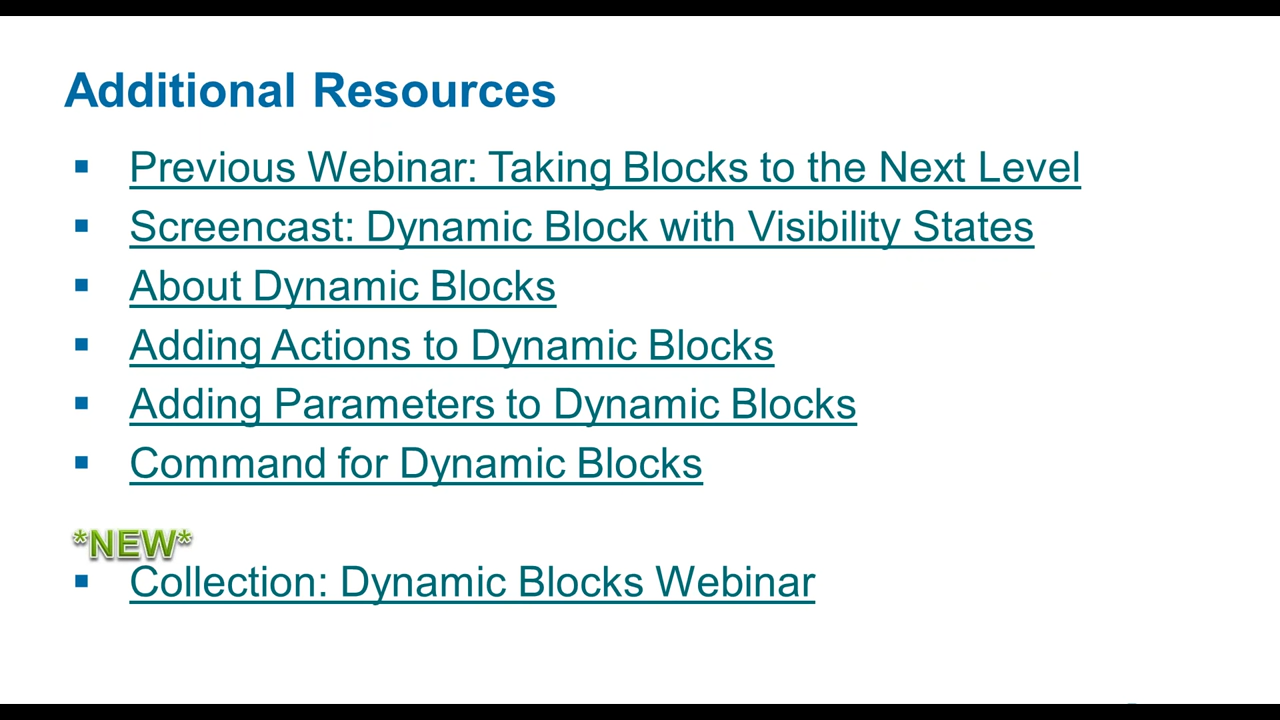 Additional Resources
▪ Previous Webinar: Taking Blocks to the Next Level
▪ Screencast: Dynamic Block with Visibility States
▪ About Dynamic Blocks
▪ Adding Actions to Dynamic Blocks
▪ Adding Parameters to Dynamic Blocks
▪ Command for Dynamic Blocks
*NEW*
▪ Collection: Dynamic Blocks Webinar